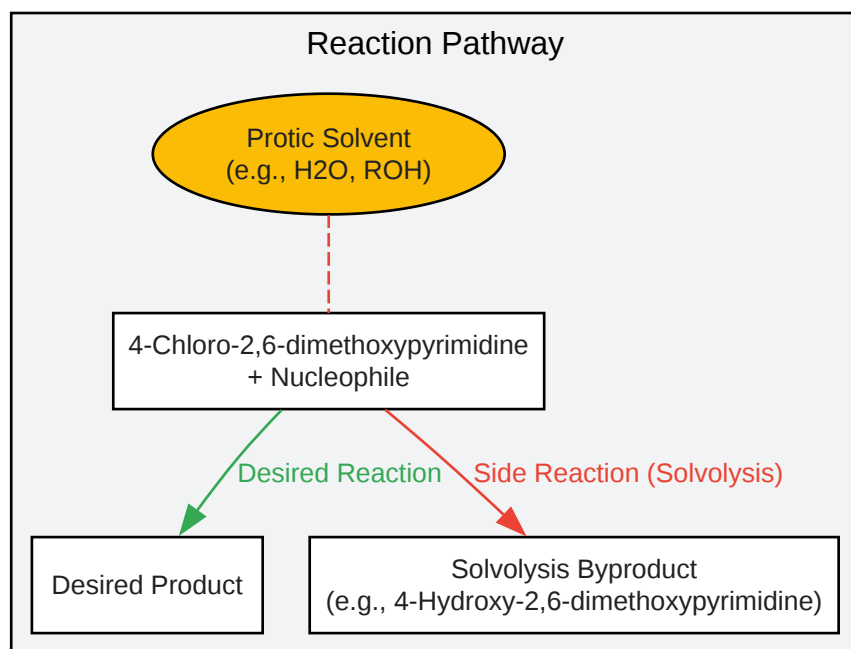 Reaction Pathway
Protic Solvent
(e.g., H2O, ROH)
4-Chloro-2,6-dimethoxypyrimidine
+ Nucleophile
Desired Reaction
Side Reaction (Solvolysis)
Desired Product
Solvolysis Byproduct
(e.g., 4-Hydroxy-2,6-dimethoxypyrimidine)